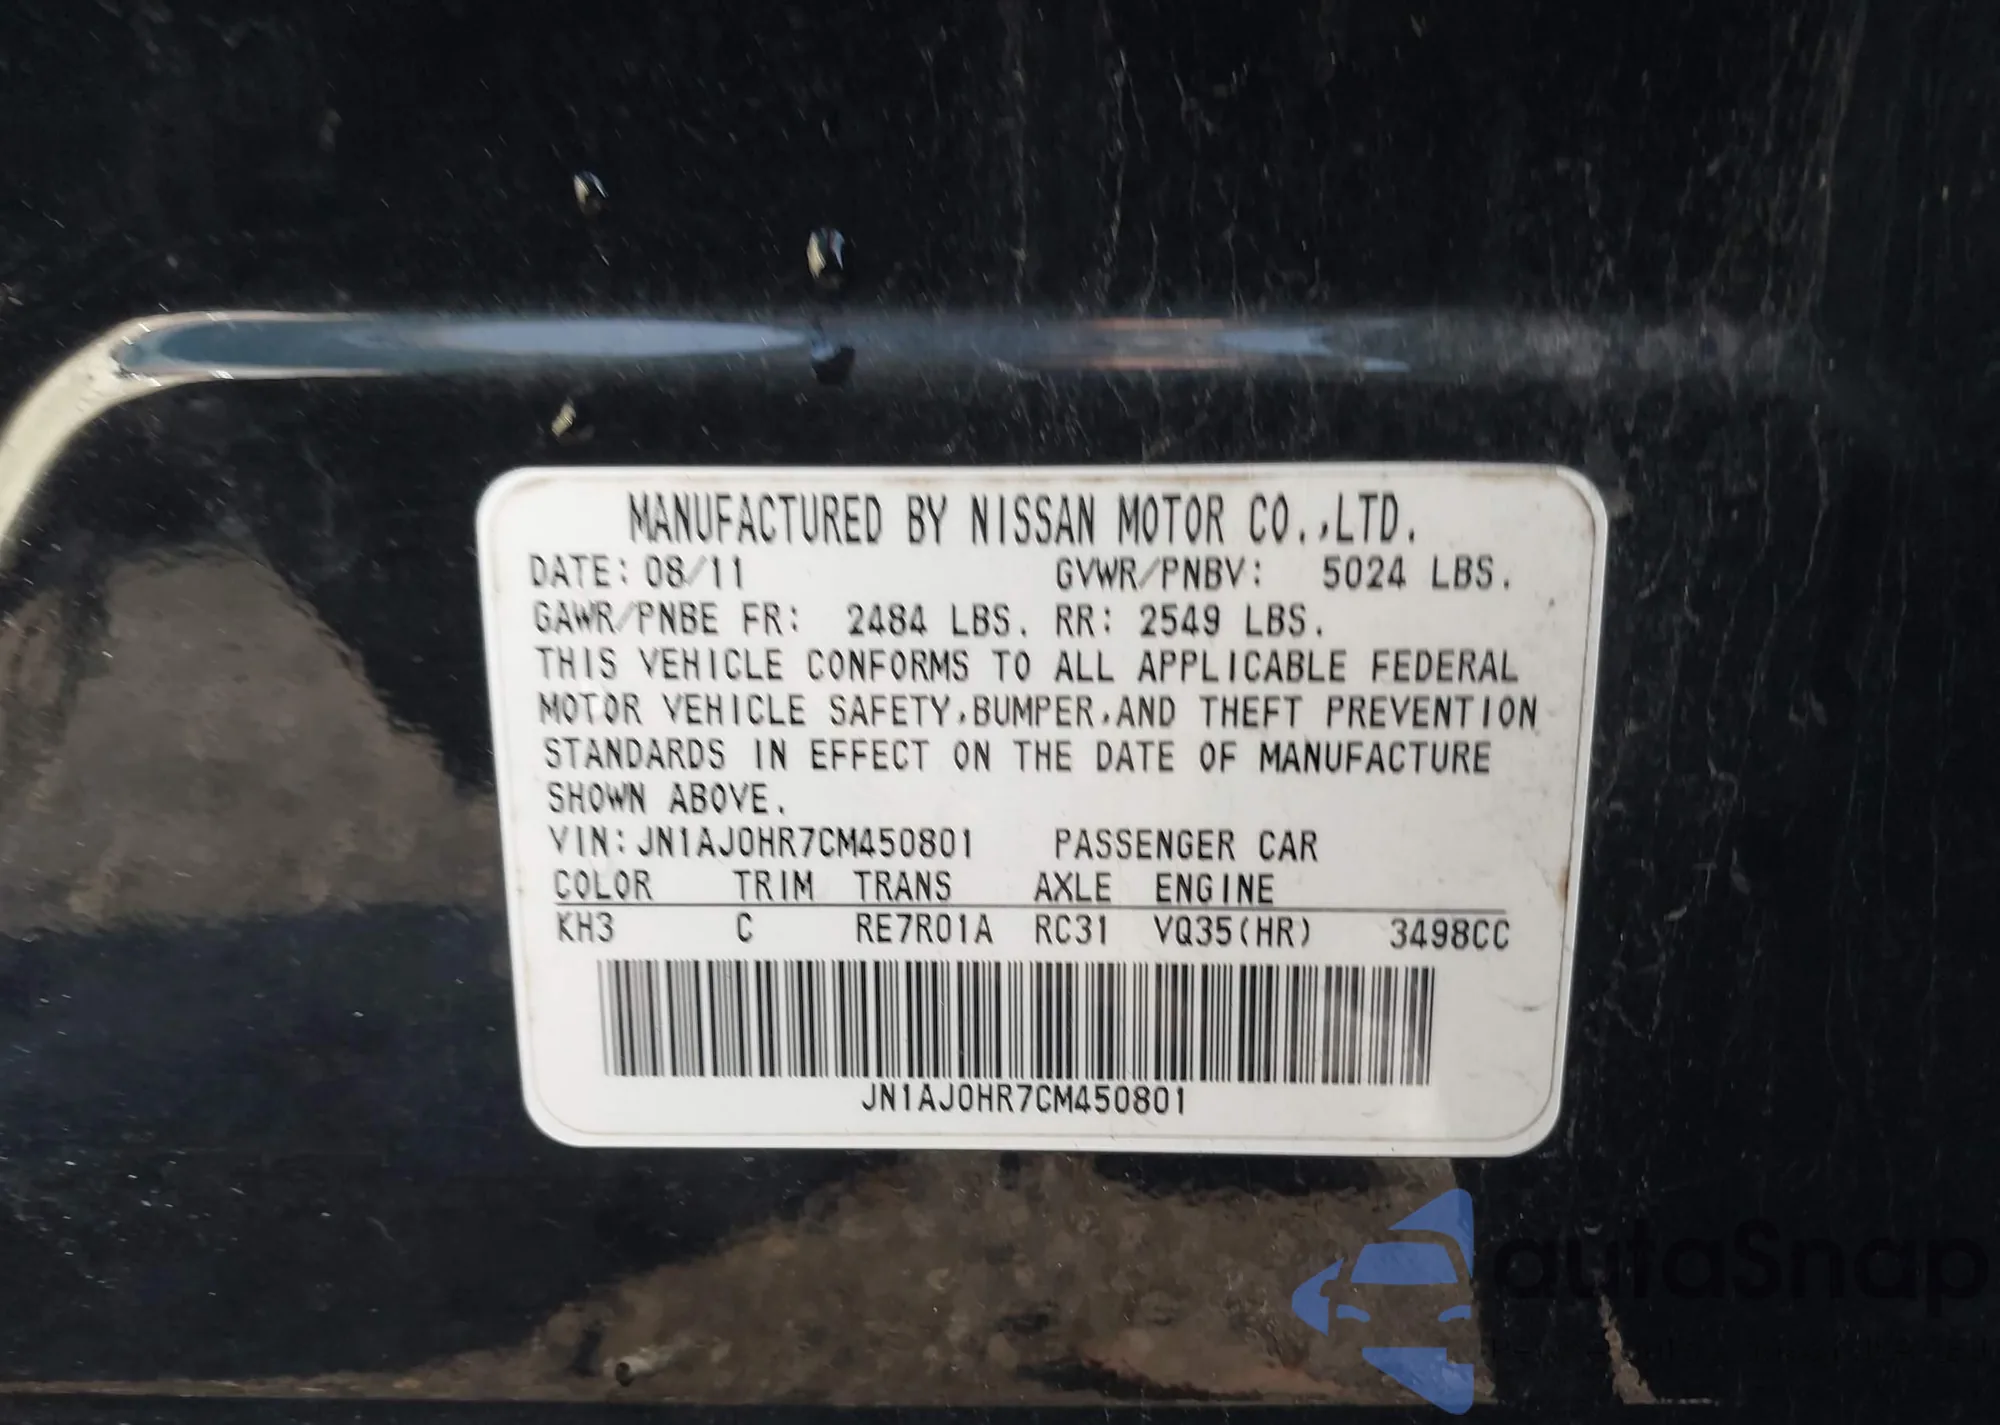 MANUFACTURED BY NISSAN MOTOR CO.,LTD.
DATE: 08/11 GVWR/PNBV: 5024 LBS.
GAWR/PNBE FR: 2484 LBS. RR: 2549 LBS.
THIS VEHICLE CONFORMS TO ALL APPLICABLE FEDERAL
MOTOR VEHICLE SAFETY,BUMPER,AND THEFT PREVENTION
STANDARDS IN EFFECT ON THE DATE OF MANUFACTURE
SHOWN ABOVE.
VIN:JN1AJ0HR7CM450801 PASSENGER CAR
COLOR TRIM TRANS AXLE ENGINE
KH3 C RE7R01A RC31 VQ35(HR) 3498CC
JN1AJ0HR7CM450801
autaSnap